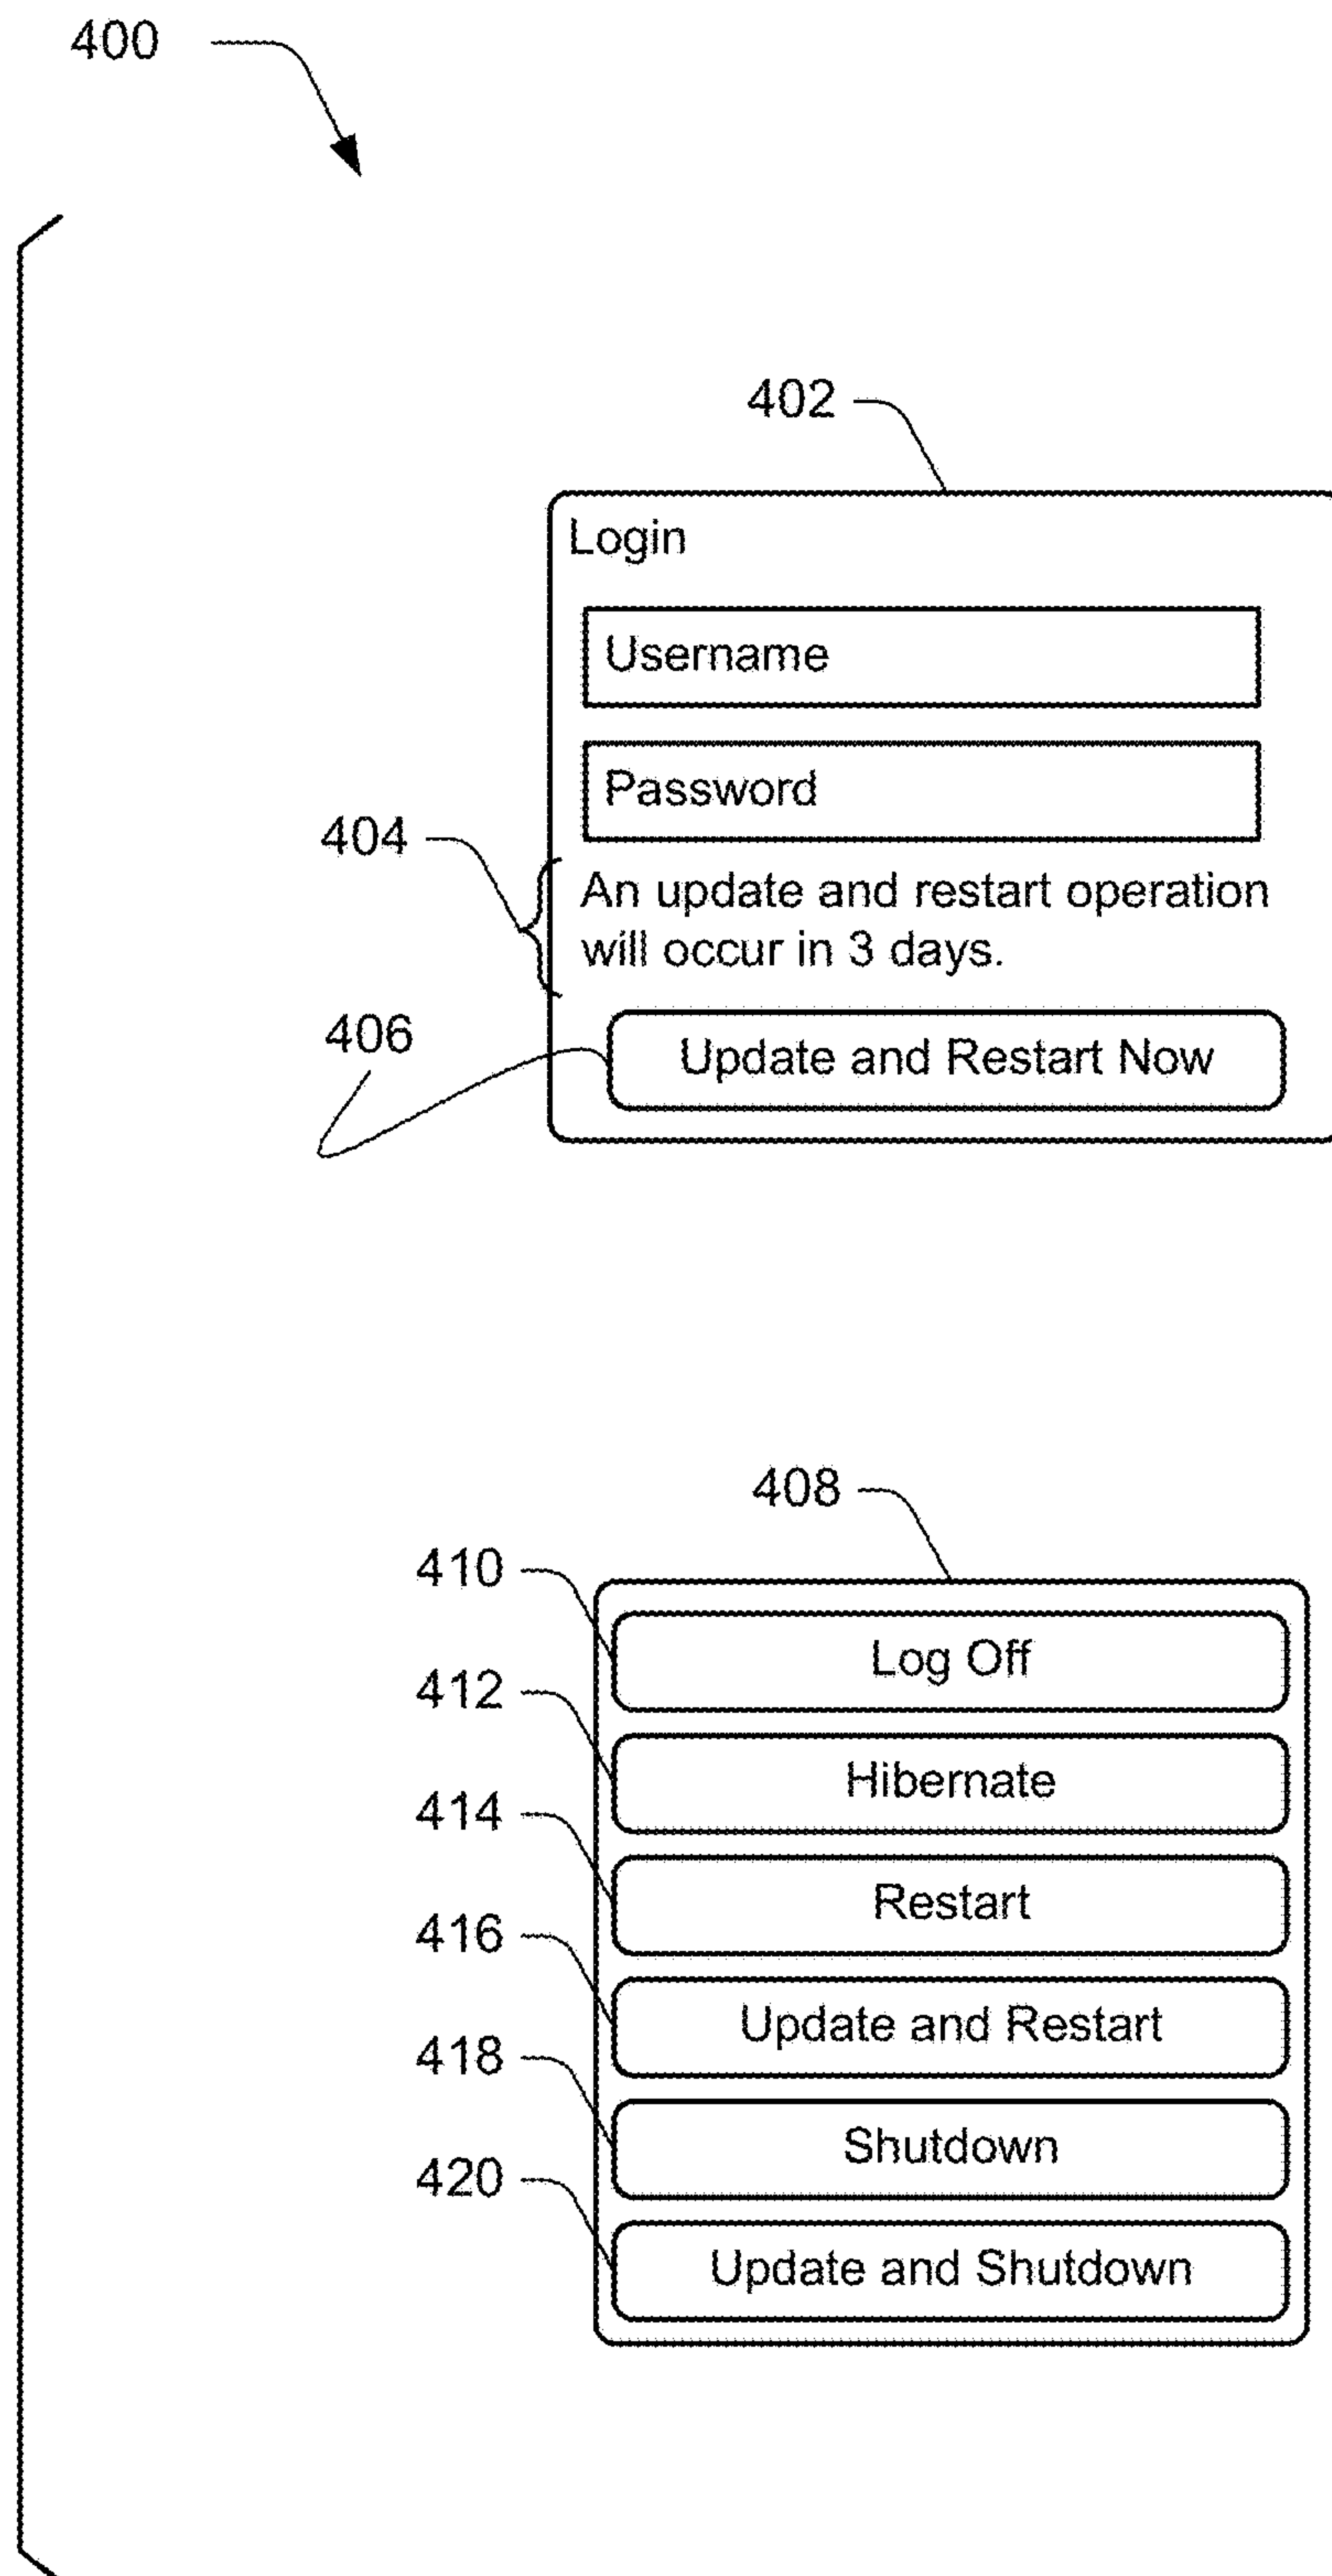 400
402
Login
Username
Password
404
An update and restart operation
will occur in 3 days.
406
Update and Restart Now
408
410
Log Off
412
Hibernate
414
Restart
416
Update and Restart
418
Shutdown
420
Update and Shutdown